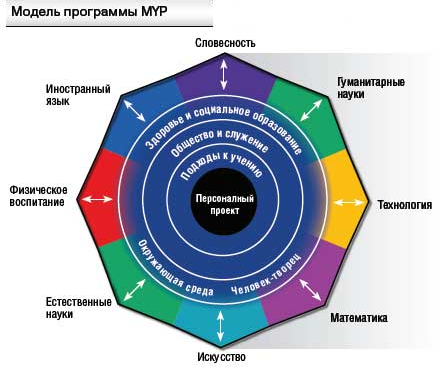 Модель программы MYP
Словесность
Иностранный
язык
Гуманитарные
науки
Здоровье и социальное образование
Общество и служение
Подходы к учению
Физическое
воспитание
Персоналный
проект
Технология
Окружающая среда
Человек-творец
Естественные
науки
Математика
Искусство